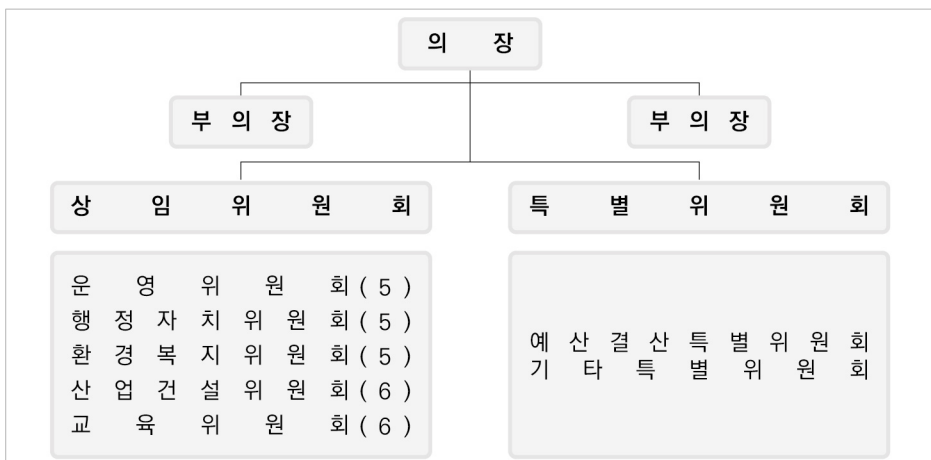 의 장
부 의 장
부 의 장
상 임 위 원 회
특 별 위 원 회
운 영 위 원 회 ( 5 )
행 정 자 치 위 원 회 ( 5 )
환 경 복 지 위 원 회 ( 5 )
산 업 건 설 위 원 회 ( 6 )
교 육 위 원 회 ( 6 )
예 산 결 산 특 별 위 원 회
기 타 특 별 위 원 회